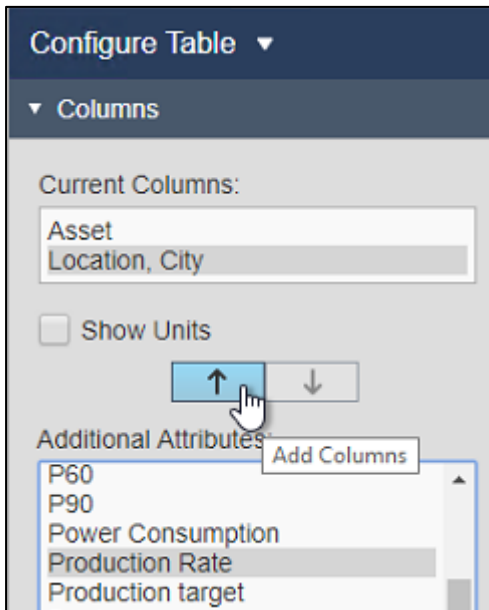 Configure Table
Columns
Current Columns:
Asset
Location, City
Show Units
Additional Attributes:
Add Columns
P60
P90
Power Consumption
Production Rate
Production target